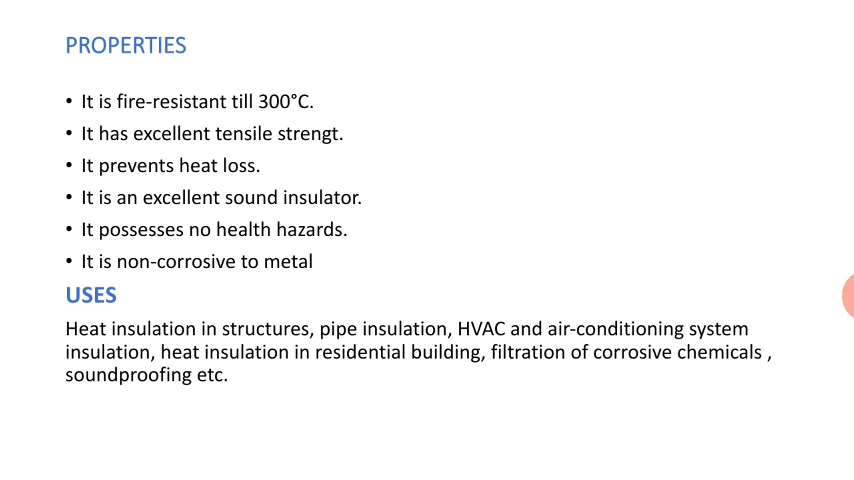 PROPERTIES
• It is fire-resistant till 300°C.
• It has excellent tensile strengt.
• It prevents heat loss.
• It is an excellent sound insulator.
• It possesses no health hazards.
• It is non-corrosive to metal
USES
Heat insulation in structures, pipe insulation, HVAC and air-conditioning system
insulation, heat insulation in residential building, filtration of corrosive chemicals ,
soundproofing etc.